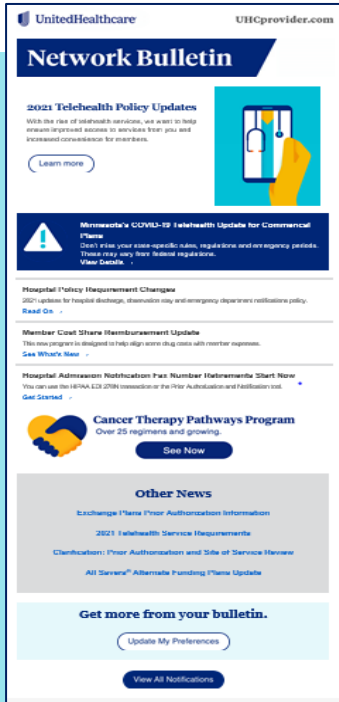 UnitedHealthcare
UHCprovider.com
Network Bulletin
2021 Telehealth Policy Updates
With the rise of telehealth services, we want to help
ensure improved access to services from you and
increased convenience for members.
Learn more
Minnesota's COVID-19 Telehealth Update for Commercial
Plans
Don't miss your state-specific rules, regulations and emergency periods.
These may vary from federal regulations.
View Details ›
Hospital Policy Requirement Changes
2021 updates for hospital discharge, observation stay and emergency department notifications policy.
Read On ›
Member Cost Share Reimbursement Update
This new program is designed to help align some drug costs with member expenses.
See What's New ›
Hospital Admission Notification Fax Number Retirements Start Now
You can use the HIPAA EDI 278N transaction or the Prior Authorization and Notification tool.
Get Started ›
Cancer Therapy Pathways Program
Over 25 regimens and growing.
See Now
Other News
Exchange Plans Prior Authorization Information
2021 Telehealth Service Requirements
Clarification: Prior Authorization and Site of Service Review
All Savers® Alternate Funding Plans Update
Get more from your bulletin.
Update My Preferences
View All Notifications